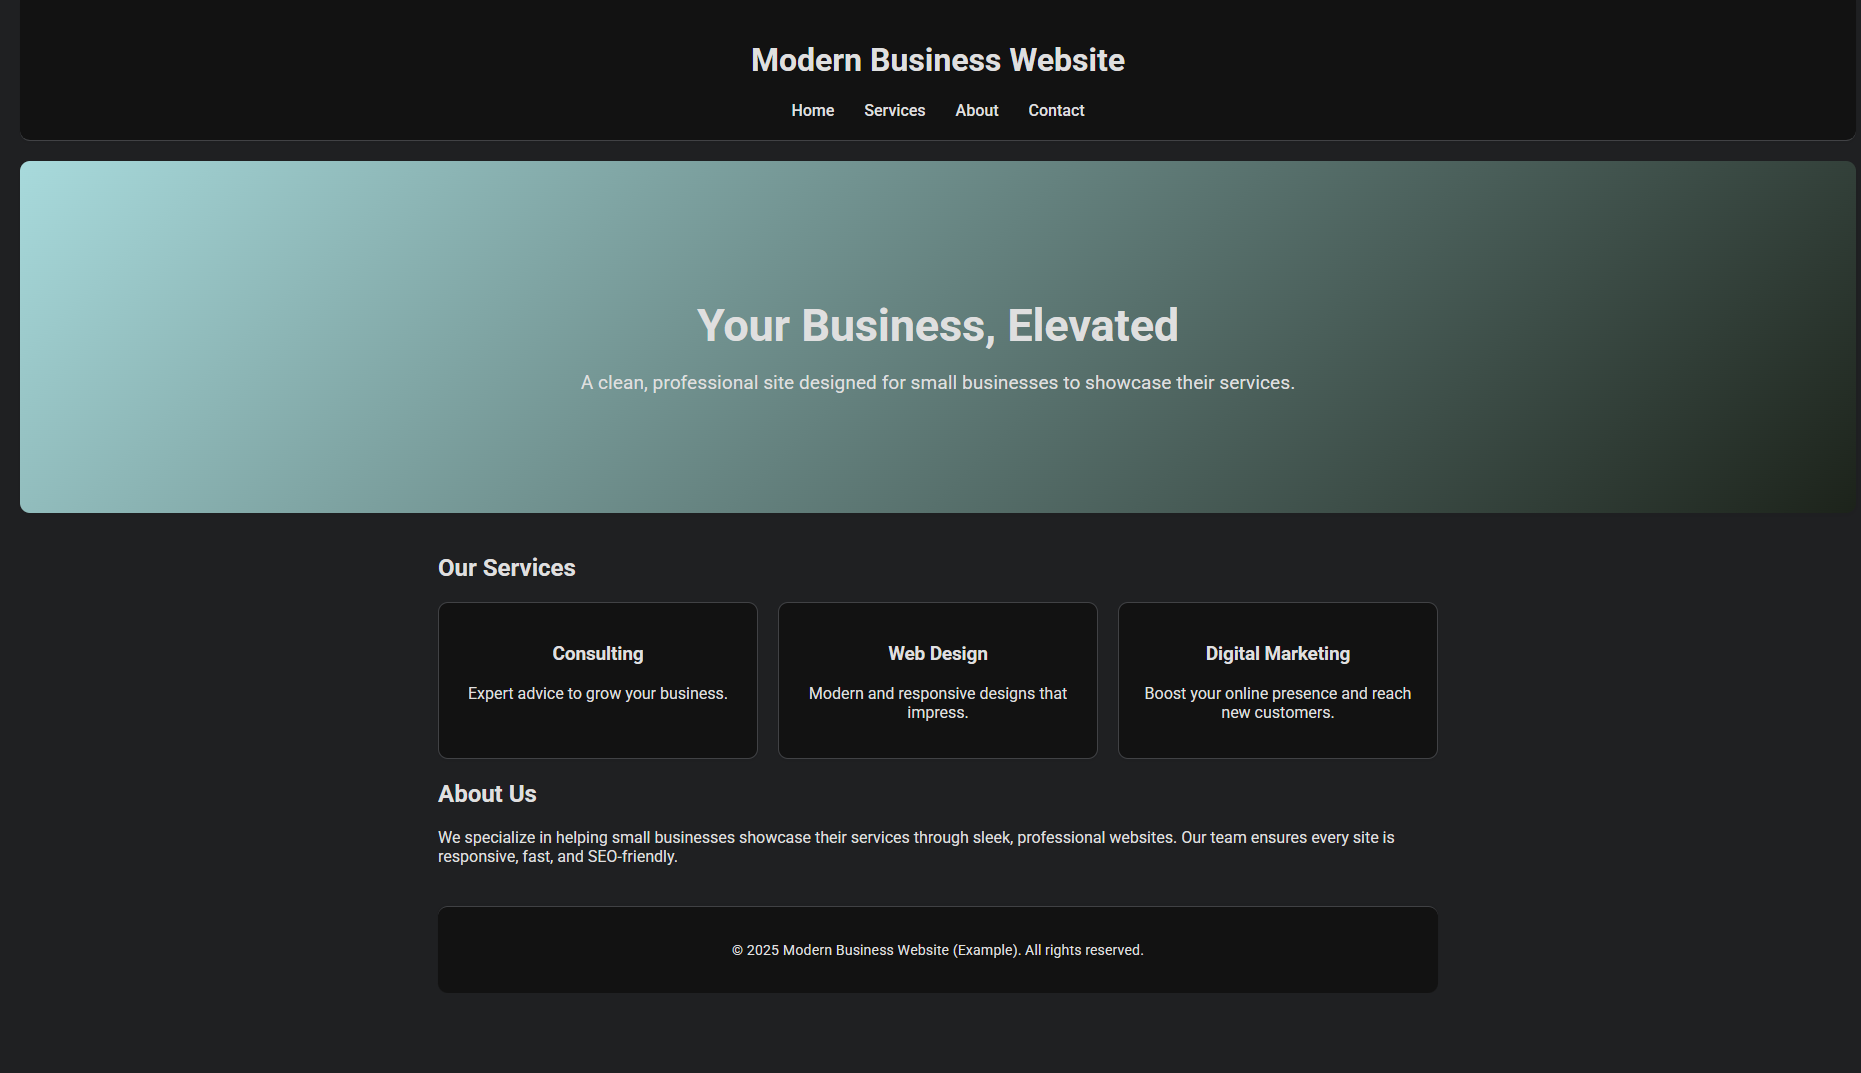 Modern Business Website
Home Services About Contact
Your Business, Elevated
A clean, professional site designed for small businesses to showcase their services.
Our Services
Consulting
Expert advice to grow your business.
Web Design
Modern and responsive designs that
impress.
Digital Marketing
Boost your online presence and reach
new customers.
About Us
We specialize in helping small businesses showcase their services through sleek, professional websites. Our team ensures every site is
responsive, fast, and SEO-friendly.
© 2025 Modern Business Website (Example). All rights reserved.